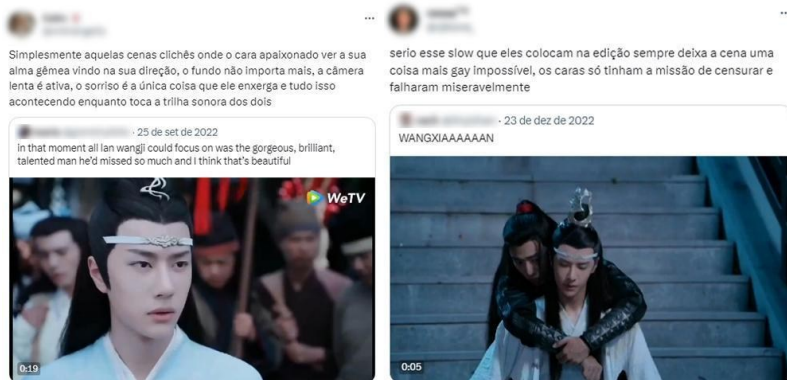 Simplesmente aquelas cenas clichês onde o cara apaixonado ver a sua
alma gêmea vindo na sua direção, o fundo não importa mais, a câmera
lenta é ativa, o sorriso é a única coisa que ele enxerga e tudo isso
acontecendo enquanto toca a trilha sonora dos dois
· 25 de set de 2022
in that moment all lan wangji could focus on was the gorgeous, brilliant,
talented man he'd missed so much and I think that's beautiful
WeTV
0:19
serio esse slow que eles colocam na edição sempre deixa a cena uma
coisa mais gay impossível, os caras só tinham a missão de censurar e
falharam miseravelmente
· 23 de dez de 2022
WANGXIAAAAAAN
0:05